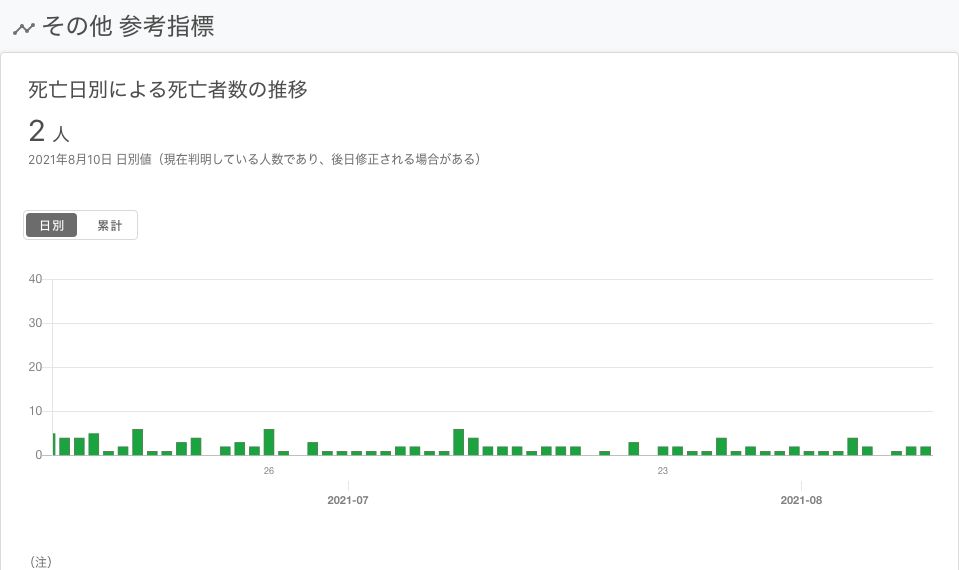 その他 参考指標
死亡日別による死亡者数の推移
2 人
2021年8月10日 日別値（現在判明している人数であり、後日修正される場合がある）
日別 累計
40
30
20
10
0
26 23
2021-07 2021-08
（注）